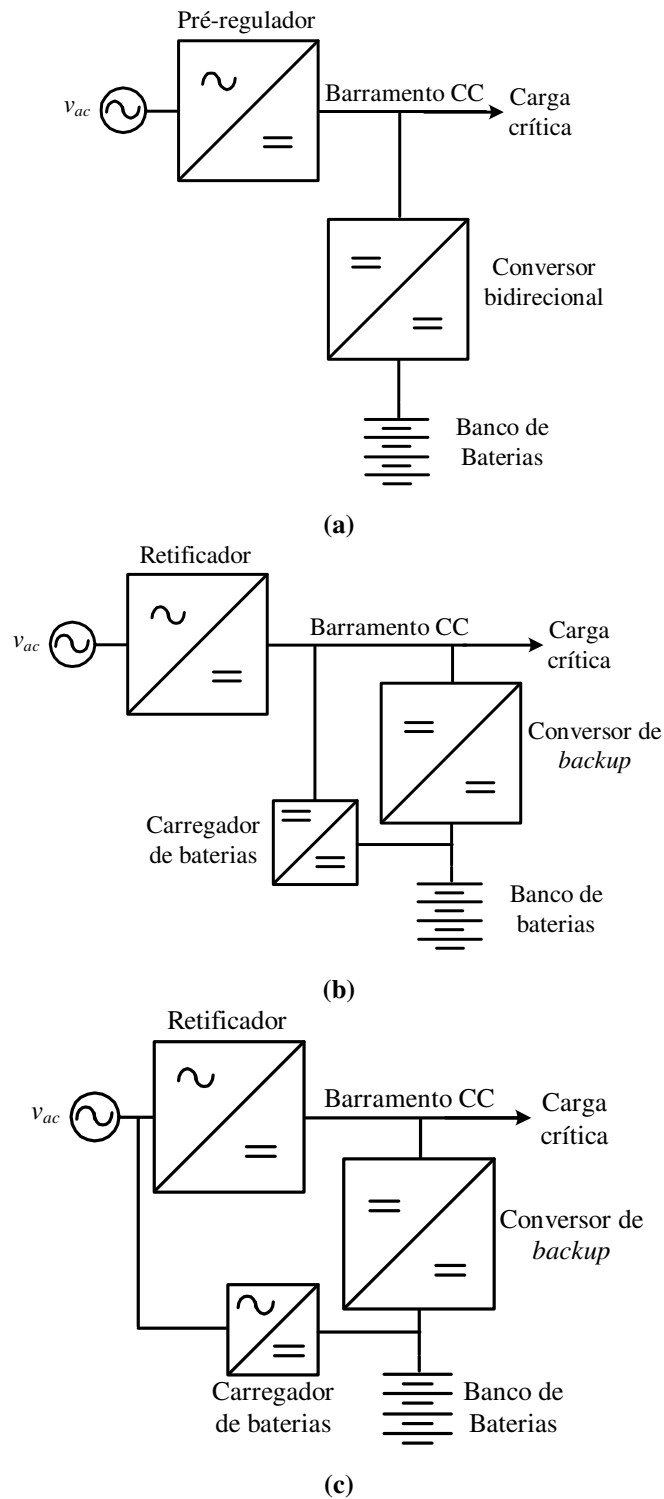 Pré-regulador
v_ac
Barramento CC
Carga
crítica
Conversor
bidirecional
Banco de
Baterias
(a)
Retificador
v_ac
Barramento CC
Carga
crítica
Conversor de
backup
Carregador
de baterias
Banco de
baterias
(b)
Retificador
v_ac
Barramento CC
Carga
crítica
Conversor de
backup
Carregador
de baterias
Banco de
Baterias
(c)